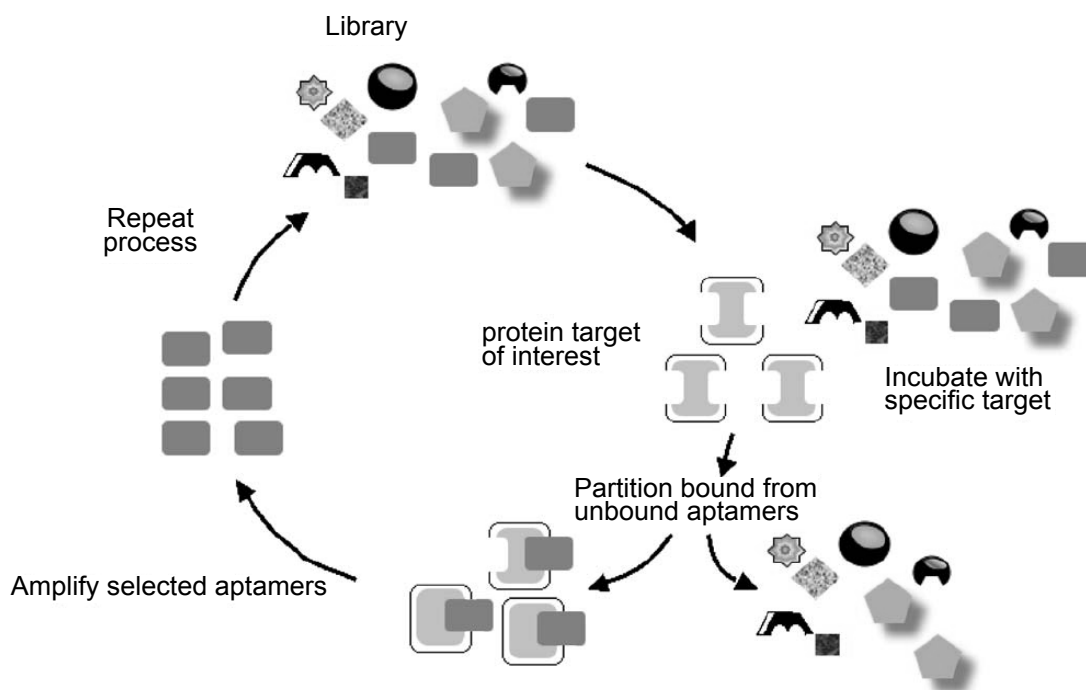 Library
Repeat
process
protein target
of interest
Incubate with
specific target
Partition bound from
unbound aptamers
Amplify selected aptamers